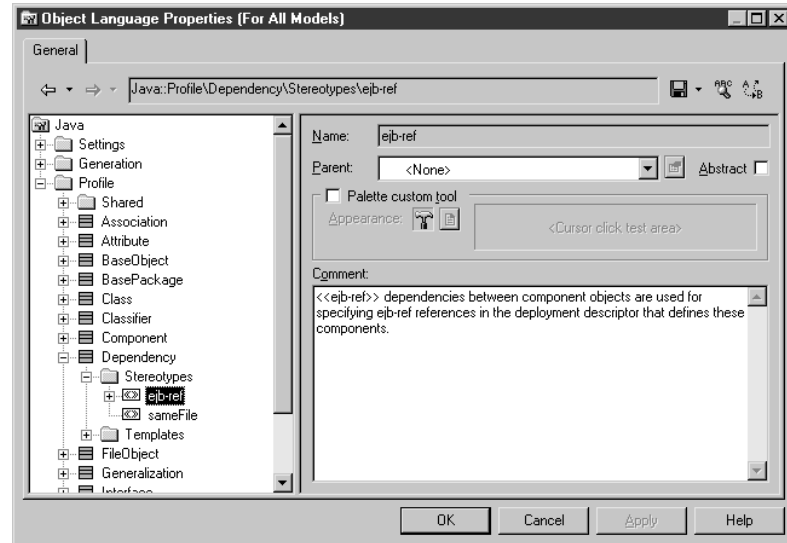 Object Language Properties (For All Models)
General
Java::Profile\Dependency\Stereotypes\ejb-ref
Java
Settings
Generation
Profile
Shared
Association
Attribute
BaseObject
BasePackage
Class
Classifier
Component
Dependency
Stereotypes
ejb-ref
sameFile
Templates
FileObject
Generalization
Interface
Name: ejb-ref
Parent: <None> Abstract
Palette custom tool
Appearance: <Cursor click test area>
Comment:
<<ejb-ref>> dependencies between component objects are used for
specifying ejb-ref references in the deployment descriptor that defines these
components.
OK Cancel Apply Help